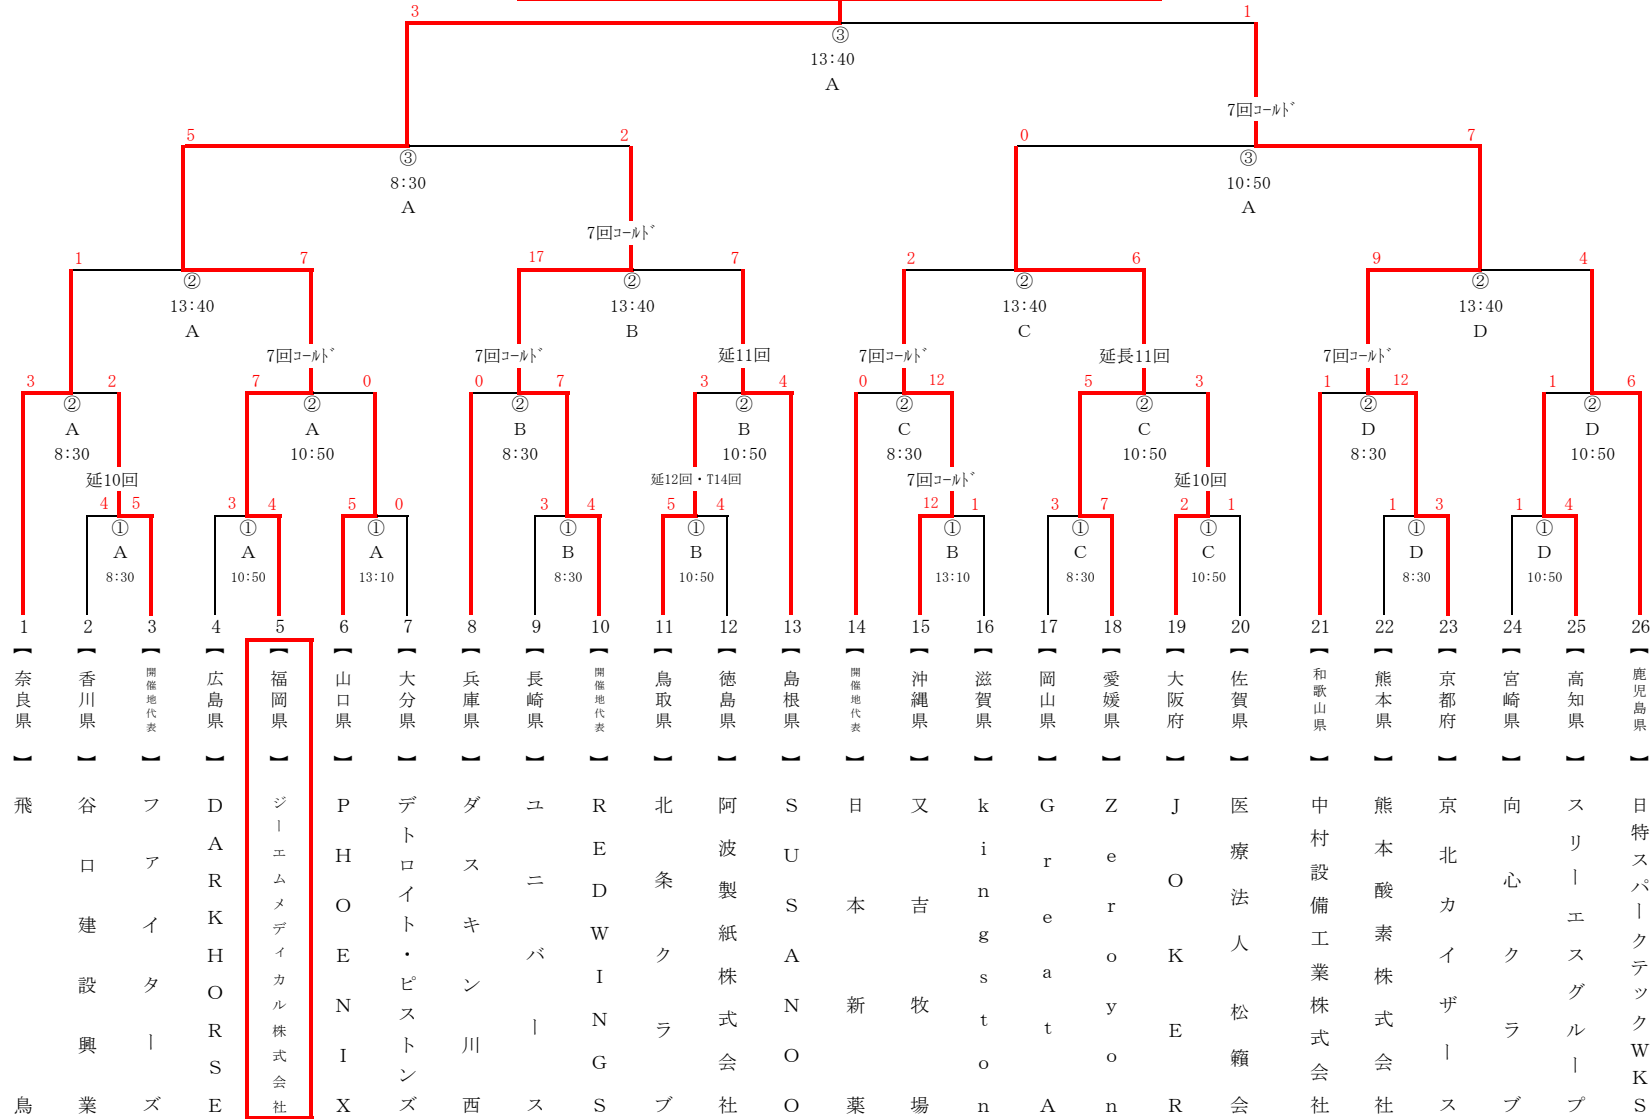 3 1
③
13:40
A
7回ｺｰﾙﾄﾞ
5 2 0 7
③ ③
8:30 10:50
A A
7回ｺｰﾙﾄﾞ
1 7 17 7 2 6 9 4
② ② ② ②
13:40 13:40 13:40 13:40
A B C D
7回ｺｰﾙﾄﾞ 7回ｺｰﾙﾄﾞ 延11回 7回ｺｰﾙﾄﾞ 延長11回 7回ｺｰﾙﾄﾞ
3 2 7 0 0 7 3 4 0 12 5 3 1 12 1 6
② ② ② ② ② ② ② ②
A A B B C C D D
8:30 10:50 8:30 10:50 8:30 10:50 8:30 10:50
延10回 延12回・T14回 7回ｺｰﾙﾄﾞ 延10回
4 5 3 4 5 0 3 4 5 4 12 1 3 7 2 1 1 3 1 4
① ① ① ① ① ① ① ① ① ①
A A A B B B C C D D
8:30 10:50 13:10 8:30 10:50 13:10 8:30 10:50 8:30 10:50
1 2 3 4 5 6 7 8 9 10 11 12 13 14 15 16 17 18 19 20 21 22 23 24 25 26
【奈良県】 飛鳥
【香川県】 谷口建設興業
【開催地代表】 ファイターズ
【広島県】 DARKHORSE
【福岡県】 ジーエムメディカル株式会社
【山口県】 PHOENIX
【大分県】 デトロイト・ピストンズ
【兵庫県】 ダスキン川西
【長崎県】 ユニバース
【開催地代表】 REDWINGS
【鳥取県】 北条クラブ
【徳島県】 阿波製紙株式会社
【島根県】 SUSANOO
【開催地代表】 日本新薬
【沖縄県】 又吉牧場
【滋賀県】 kingston
【岡山県】 GreatA
【愛媛県】 Zeroyon
【大阪府】 JOKER
【佐賀県】 医療法人 松籟会
【和歌山県】 中村設備工業株式会社
【熊本県】 熊本酸素株式会社
【京都府】 京北カイザース
【宮崎県】 向心クラブ
【高知県】 スリーエスグループ
【鹿児島県】 日特スパークテックWKS